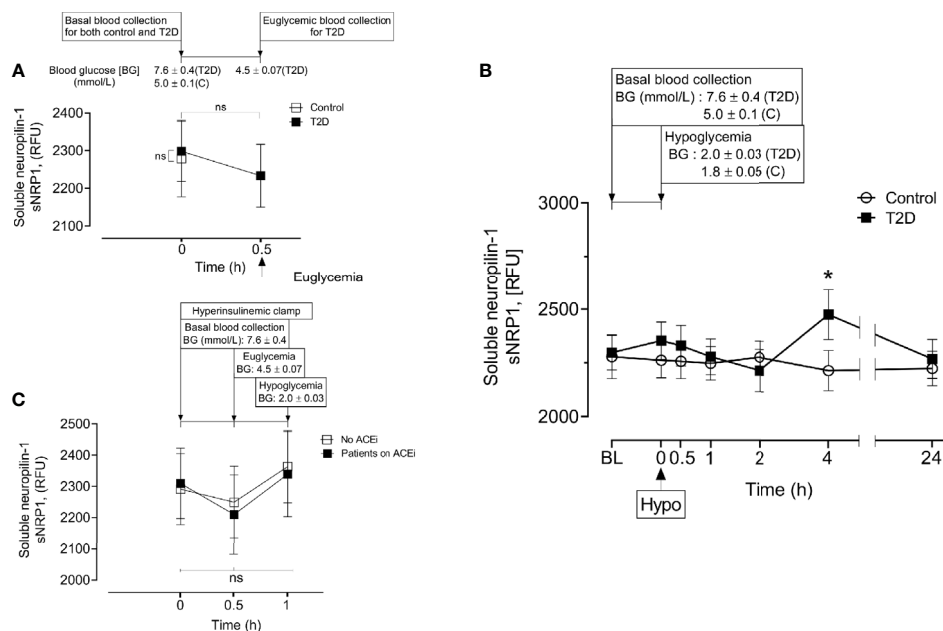 Basal blood collection
for both control and T2D
Euglycemic blood collection
for T2D
A
Blood glucose [BG]
(mmol/L)
7.6 ± 0.4(T2D)
5.0 ± 0.1(C)
4.5 ± 0.07(T2D)
2400
2300
2200
2100
Soluble neuropilin-1
sNRP1, (RFU)
ns
ns
Control
T2D
0
0.5
Time (h)
Euglycemia
B
Basal blood collection
BG (mmol/L) : 7.6 ± 0.4 (T2D)
5.0 ± 0.1 (C)
Hypoglycemia
BG : 2.0 ± 0.03 (T2D)
1.8 ± 0.05 (C)
3000
2500
2000
Soluble neuropilin-1
sNRP1, [RFU]
Control
T2D
*
BL
0
0.5
1
2
4
24
Time (h)
Hypo
Hyperinsulinemic clamp
Basal blood collection
BG (mmol/L): 7.6 ± 0.4
Euglycemia
BG: 4.5 ± 0.07
Hypoglycemia
BG: 2.0 ± 0.03
C
2500
2400
2300
2200
2100
2000
Soluble neuropilin-1
sNRP1, (RFU)
No ACEi
Patients on ACEi
ns
0
0.5
1
Time (h)